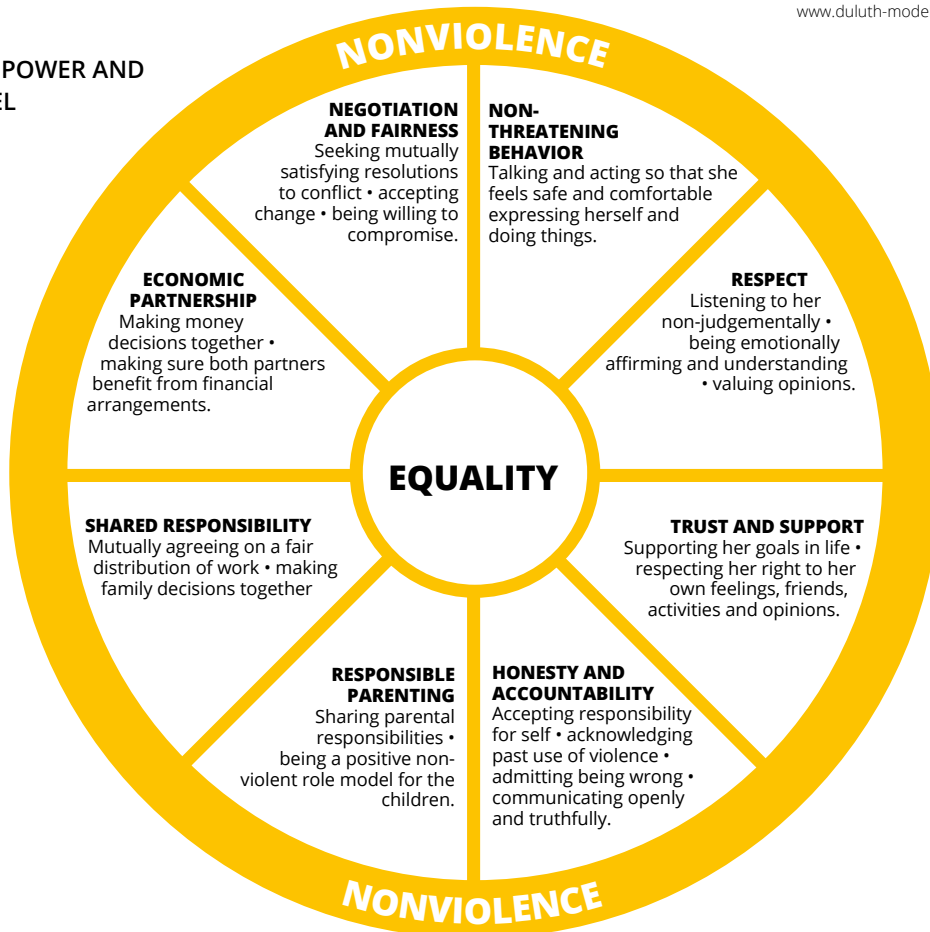 www.duluth-mode
POWER AND
EL
NONVIOLENCE
NEGOTIATION
AND FAIRNESS
Seeking mutually
satisfying resolutions
to conflict • accepting
change • being willing to
compromise.
NON-
THREATENING
BEHAVIOR
Talking and acting so that she
feels safe and comfortable
expressing herself and
doing things.
ECONOMIC
PARTNERSHIP
Making money
decisions together •
making sure both partners
benefit from financial
arrangements.
RESPECT
Listening to her
non-judgementally •
being emotionally
affirming and understanding
• valuing opinions.
EQUALITY
SHARED RESPONSIBILITY
Mutually agreeing on a fair
distribution of work • making
family decisions together
TRUST AND SUPPORT
Supporting her goals in life •
respecting her right to her
own feelings, friends,
activities and opinions.
RESPONSIBLE
PARENTING
Sharing parental
responsibilities •
being a positive non-
violent role model for the
children.
HONESTY AND
ACCOUNTABILITY
Accepting responsibility
for self • acknowledging
past use of violence •
admitting being wrong •
communicating openly
and truthfully.
NONVIOLENCE